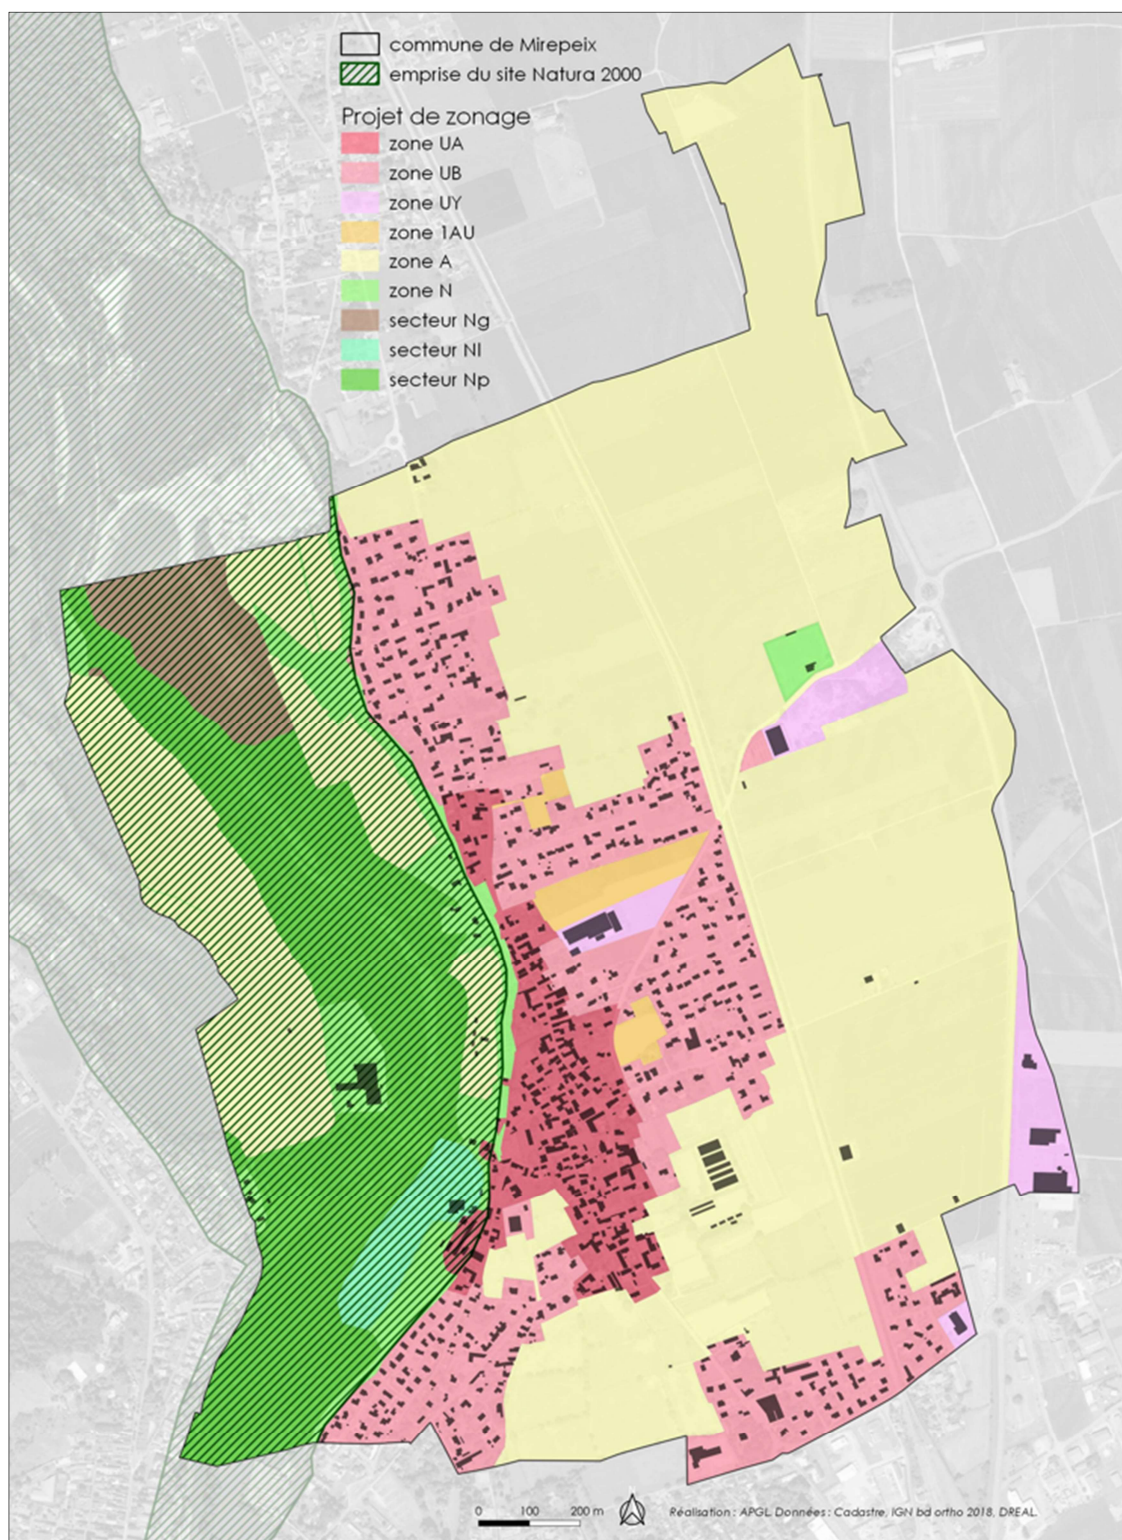 commune de Mirepeix
emprise du site Natura 2000
Projet de zonage
zone UA
zone UB
zone UY
zone 1AU
zone A
zone N
secteur Ng
secteur Nl
secteur Np
0 100 200 m
Réalisation : APGL. Données : Cadastre, IGN bd ortho 2018, DREAL.